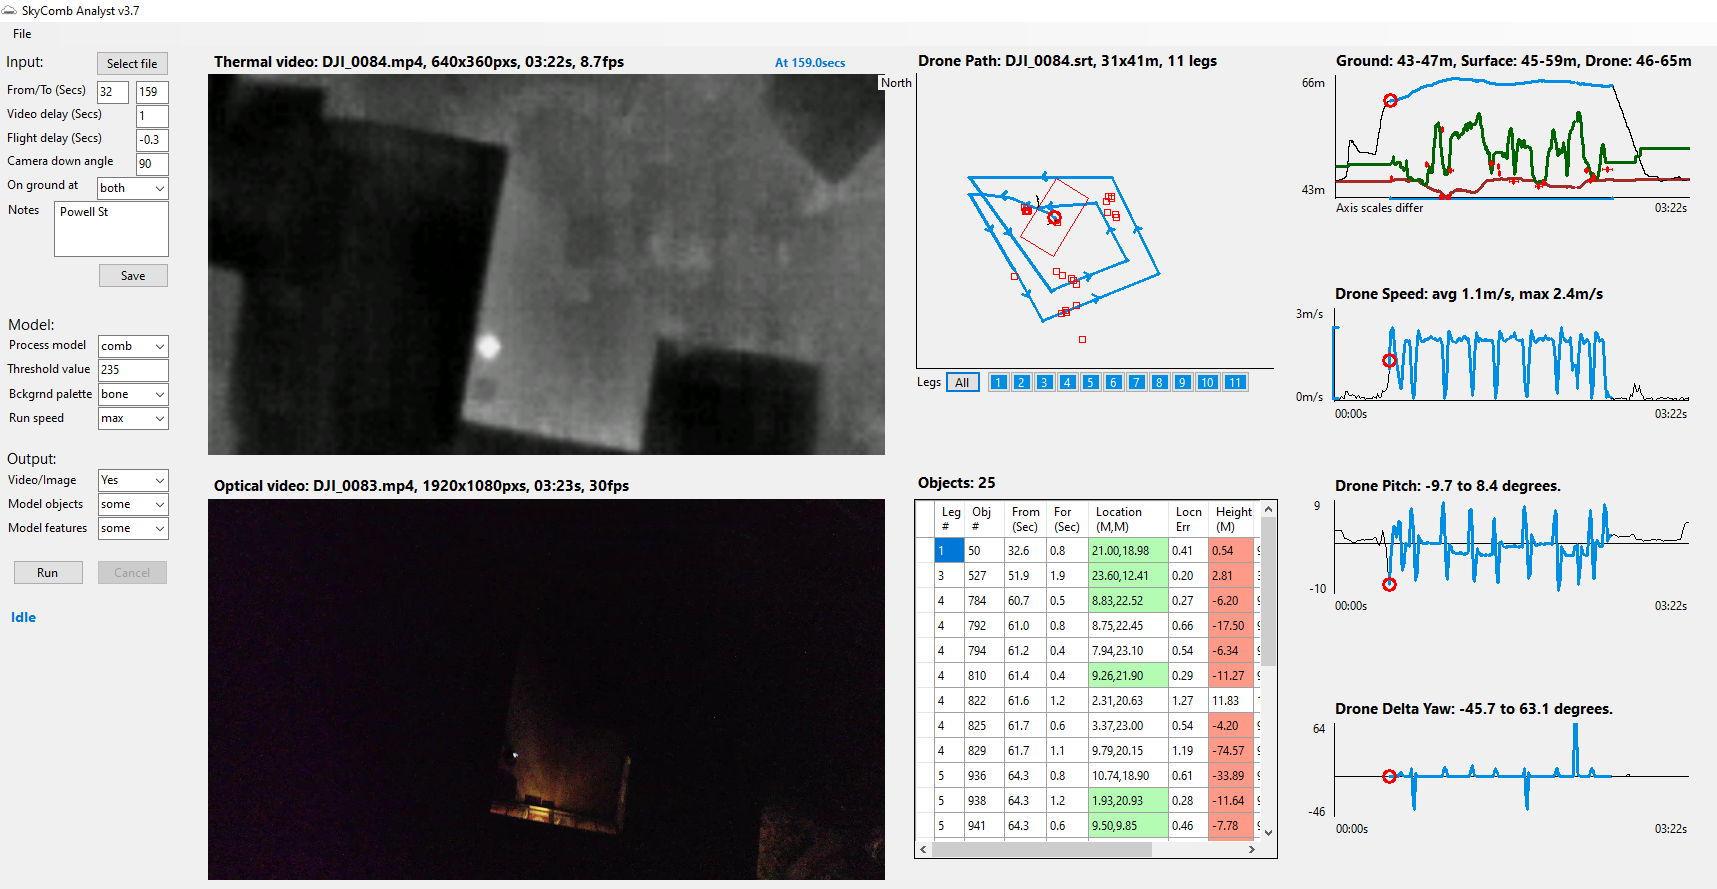 SkyComb Analyst v3.7
File
Input:
Select file
From/To (Secs) 32 159
Video delay (Secs) 1
Flight delay (Secs) -0.3
Camera down angle 90
On ground at both
Notes Powell St
Save
Model:
Process model comb
Threshold value 235
Bckgrnd palette bone
Run speed max
Output:
Video/Image Yes
Model objects some
Model features some
Run Cancel
Idle
Thermal video: DJI_0084.mp4, 640x360pxs, 03:22s, 8.7fps At 159.0secs
Optical video: DJI_0083.mp4, 1920x1080pxs, 03:23s, 30fps
Drone Path: DJI_0084.srt, 31x41m, 11 legs
North
Legs All 1 2 3 4 5 6 7 8 9 10 11
Objects: 25
Leg # Obj # From (Sec) For (Sec) Location (M,M) Locn Err Height (M)
1 50 32.6 0.8 21.00,18.98 0.41 0.54
3 527 51.9 1.9 23.60,12.41 0.20 2.81
4 784 60.7 0.5 8.83,22.52 0.27 -6.20
4 792 61.0 0.8 8.75,22.45 0.66 -17.50
4 794 61.2 0.4 7.94,23.10 0.54 -6.34
4 810 61.4 0.4 9.26,21.90 0.29 -11.27
4 822 61.6 1.2 2.31,20.63 1.27 11.83
4 825 61.7 0.6 3.37,23.00 0.54 -4.20
4 829 61.7 1.1 9.79,20.15 1.19 -74.57
5 936 64.3 0.8 10.74,18.90 0.61 -33.89
5 938 64.3 1.2 1.93,20.93 0.28 -11.64
5 941 64.3 0.6 9.50,9.85 0.46 -7.78
Ground: 43-47m, Surface: 45-59m, Drone: 46-65m
66m
43m
Axis scales differ 03:22s
Drone Speed: avg 1.1m/s, max 2.4m/s
3m/s
0m/s
00:00s 03:22s
Drone Pitch: -9.7 to 8.4 degrees.
9
-10
00:00s 03:22s
Drone Delta Yaw: -45.7 to 63.1 degrees.
64
-46
00:00s 03:22s